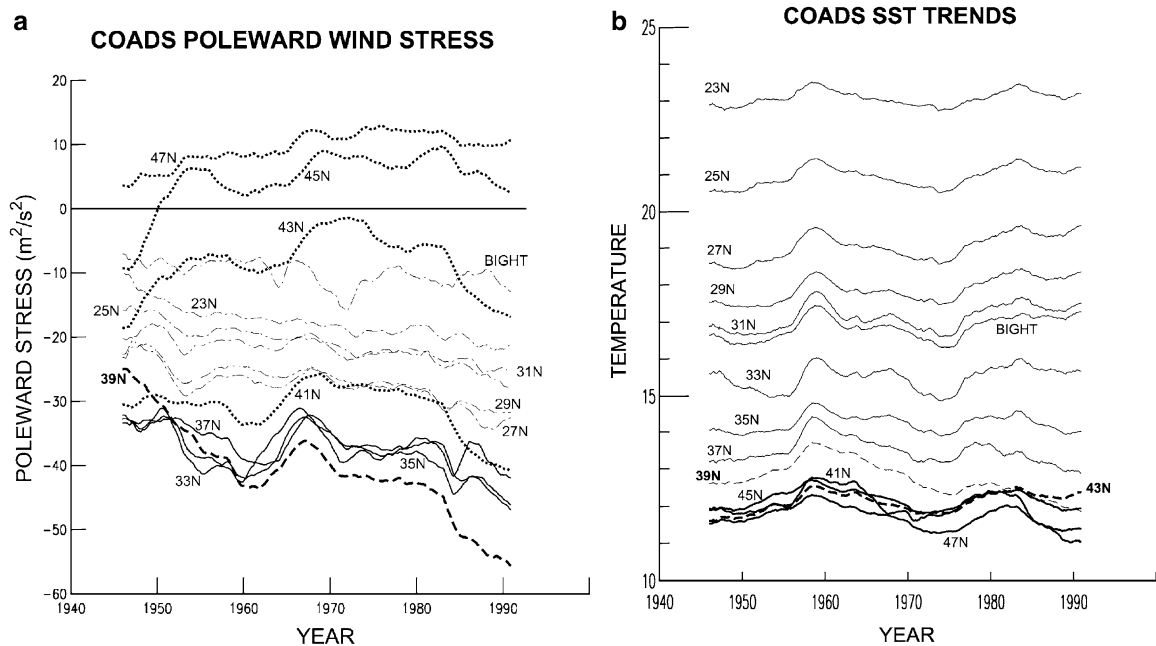 a
COADS POLEWARD WIND STRESS
POLEWARD STRESS (m²/s²)
20
10
0
−10
−20
−30
−40
−50
−60
47N
45N
43N
BIGHT
25N
23N
31N
39N
41N
29N
37N
27N
35N
33N
1940
1950
1960
1970
1980
1990
YEAR
b
COADS SST TRENDS
TEMPERATURE
25
20
15
10
23N
25N
27N
29N
31N
BIGHT
33N
35N
37N
39N
41N
45N
43N
47N
1940
1950
1960
1970
1980
1990
YEAR